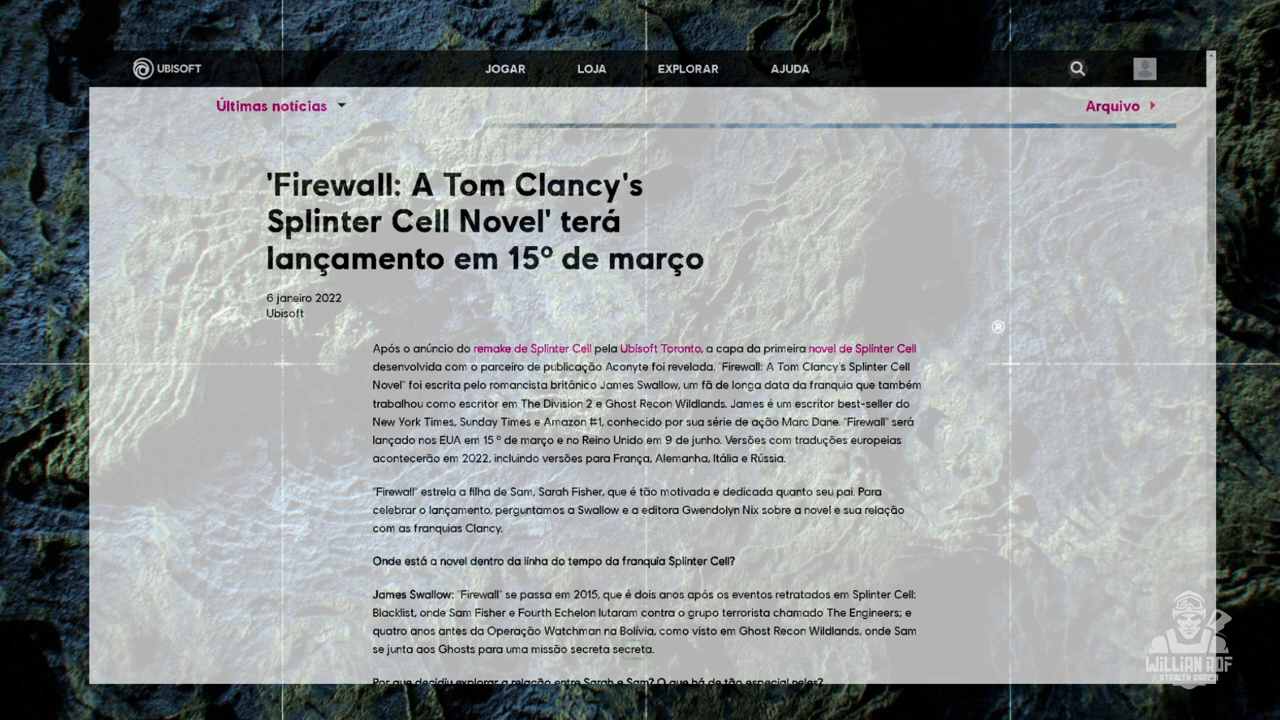 UBISOFT
JOGAR
LOJA
EXPLORAR
AJUDA
Últimas notícias
Arquivo
'Firewall: A Tom Clancy's
Splinter Cell Novel' terá
lançamento em 15º de março
6 janeiro 2022
Ubisoft
®
Após o anúncio do remake de Splinter Cell pela Ubisoft Toronto, a capa da primeira novel de Splinter Cell
desenvolvida com o parceiro de publicação Aconyte foi revelada. "Firewall: A Tom Clancy's Splinter Cell
Novel" foi escrita pelo romancista britânico James Swallow, um fã de longa data da franquia que também
trabalhou como escritor em The Division 2 e Ghost Recon Wildlands. James é um escritor best-seller do
New York Times, Sunday Times e Amazon #1, conhecido por sua série de ação Marc Dane. "Firewall" será
lançado nos EUA em 15 º de março e no Reino Unido em 9 de junho. Versões com traduções europeias
acontecerão em 2022, incluindo versões para França, Alemanha, Itália e Rússia.
"Firewall" estrela a filha de Sam, Sarah Fisher, que é tão motivada e dedicada quanto seu pai. Para
celebrar o lançamento, perguntamos a Swallow e a editora Gwendolyn Nix sobre a novel e sua relação
com as franquias Clancy.
Onde está a novel dentro da linha do tempo da franquia Splinter Cell?
James Swallow: "Firewall" se passa em 2015, que é dois anos após os eventos retratados em Splinter Cell:
Blacklist, onde Sam Fisher e Fourth Echelon lutaram contra o grupo terrorista chamado The Engineers; e
quatro anos antes da Operação Watchman na Bolívia, como visto em Ghost Recon Wildlands, onde Sam
se junta aos Ghosts para uma missão secreta secreta.
Por que decidiu explorar a relação entre Sarah e Sam? O que há de tão especial neles?
WILLIAN RDF
STEALTH GAMER